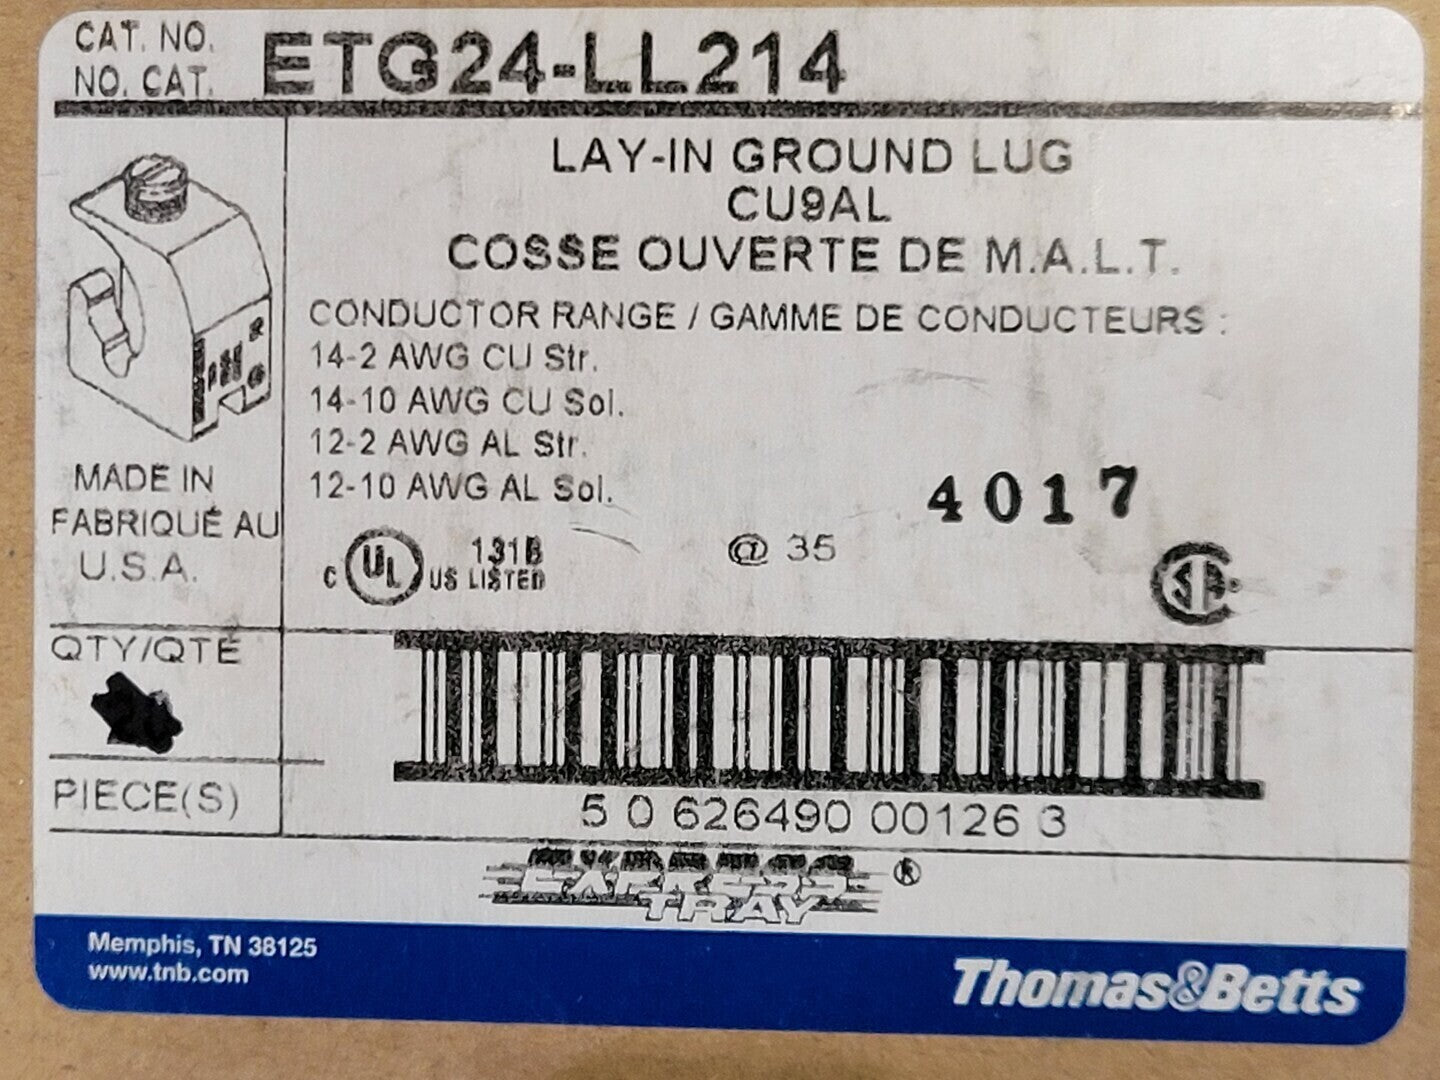 CAT. NO.
NO. CAT.
ETG24-LL214
LAY-IN GROUND LUG
CU9AL
COSSE OUVERTE DE M.A.L.T.
CONDUCTOR RANGE / GAMME DE CONDUCTEURS :
14-2 AWG CU Str.
14-10 AWG CU Sol.
12-2 AWG AL Str.
12-10 AWG AL Sol.
MADE IN
FABRIQUÉ AU
U.S.A.
4017
C UL US 131B
LISTED
@ 35
QTY/QTÉ
PIECE(S)
5 0 626490 00126 3
EXPRESS
TRAY ®
Memphis, TN 38125
www.tnb.com
Thomas&Betts